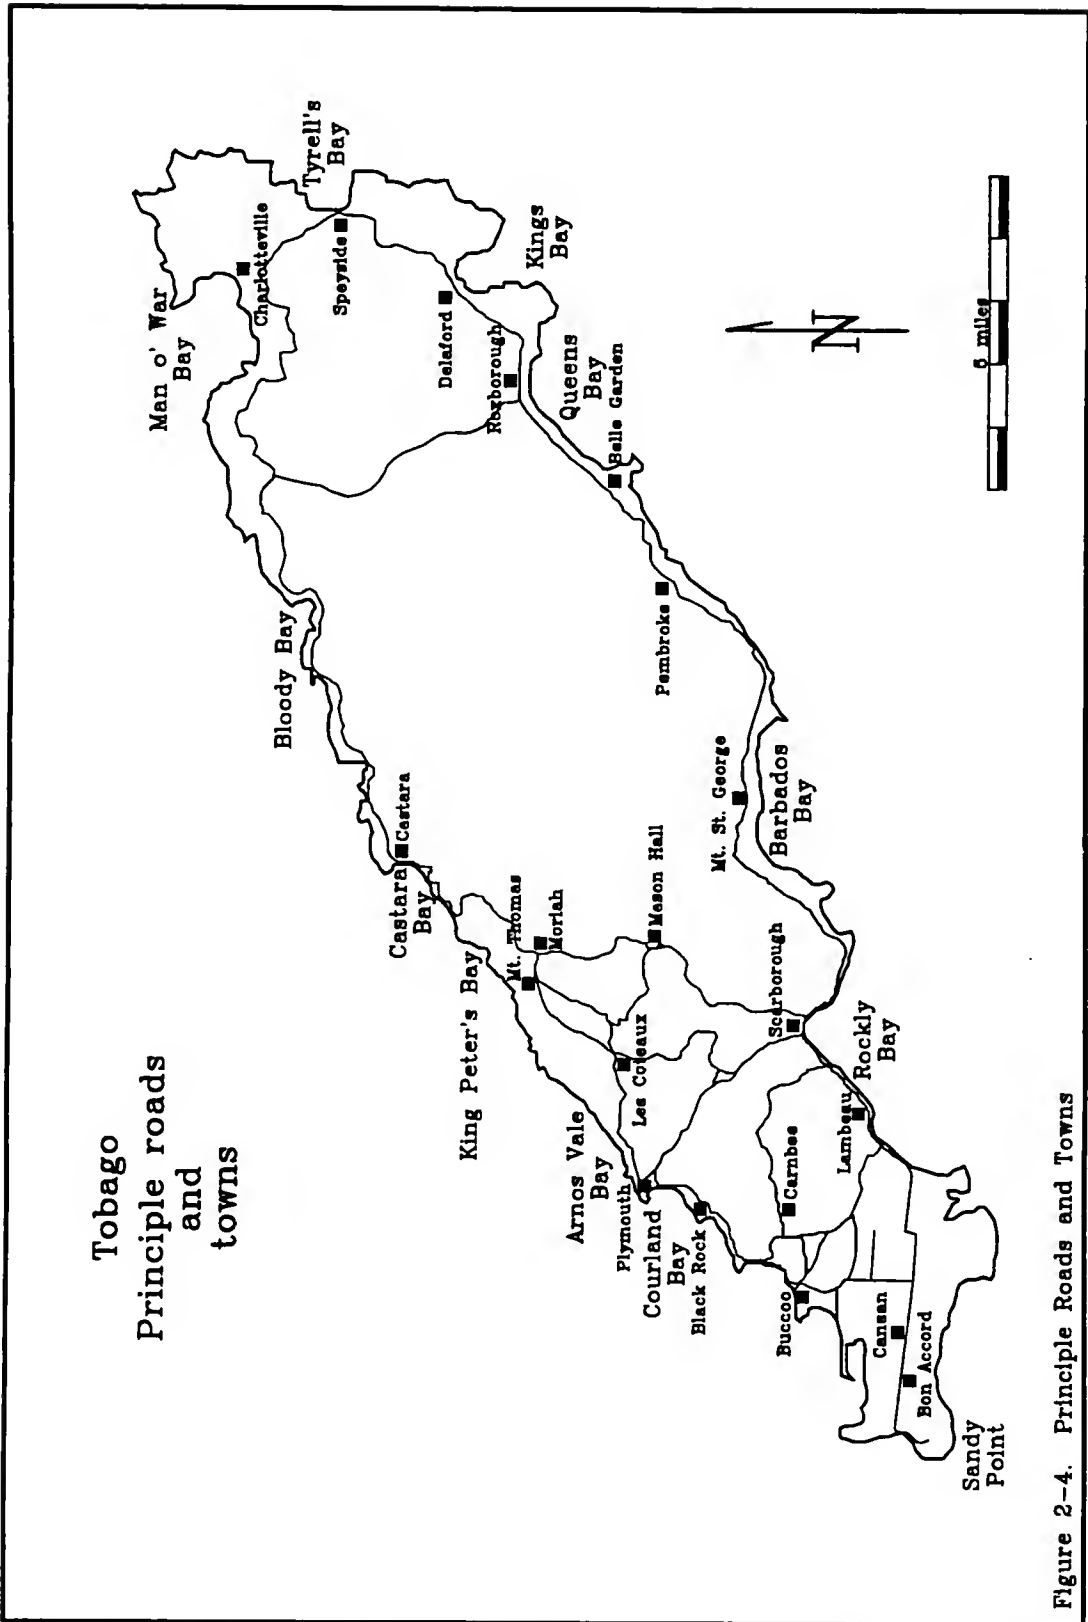 Tobago
Principle roads
and
towns
Man o' War
Bay
Tyrell's
Bay
Charlotteville
Speyside
Kings
Bay
Delaford
Roxborough
Queens
Bay
Belle Garden
Bloody Bay
Pembroke
Castara
Bay
Castara
King Peter's Bay
Mt. Thomas
Moriah
Mason Hall
Mt. St. George
Barbados
Bay
Les Coteaux
Scarborough
Rockly
Bay
Arnos Vale
Bay
Plymouth
Courland
Bay
Black Rock
Carnbee
Lambeau
Buccoo
Canaan
Bon Accord
Sandy
Point
N
5 miles
Figure 2-4. Principle Roads and Towns